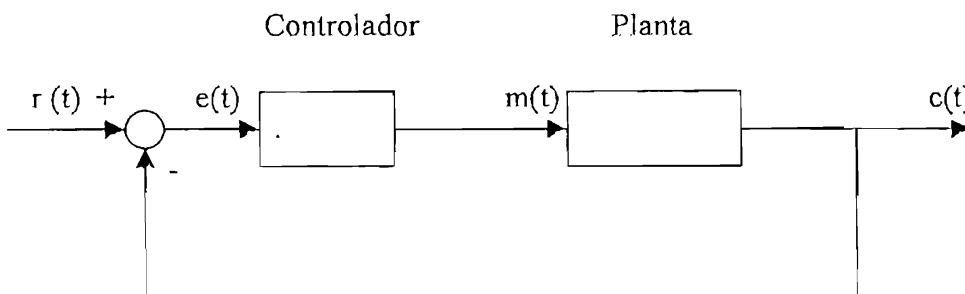 Controlador Planta
r (t) + e(t) m(t) c(t)
-